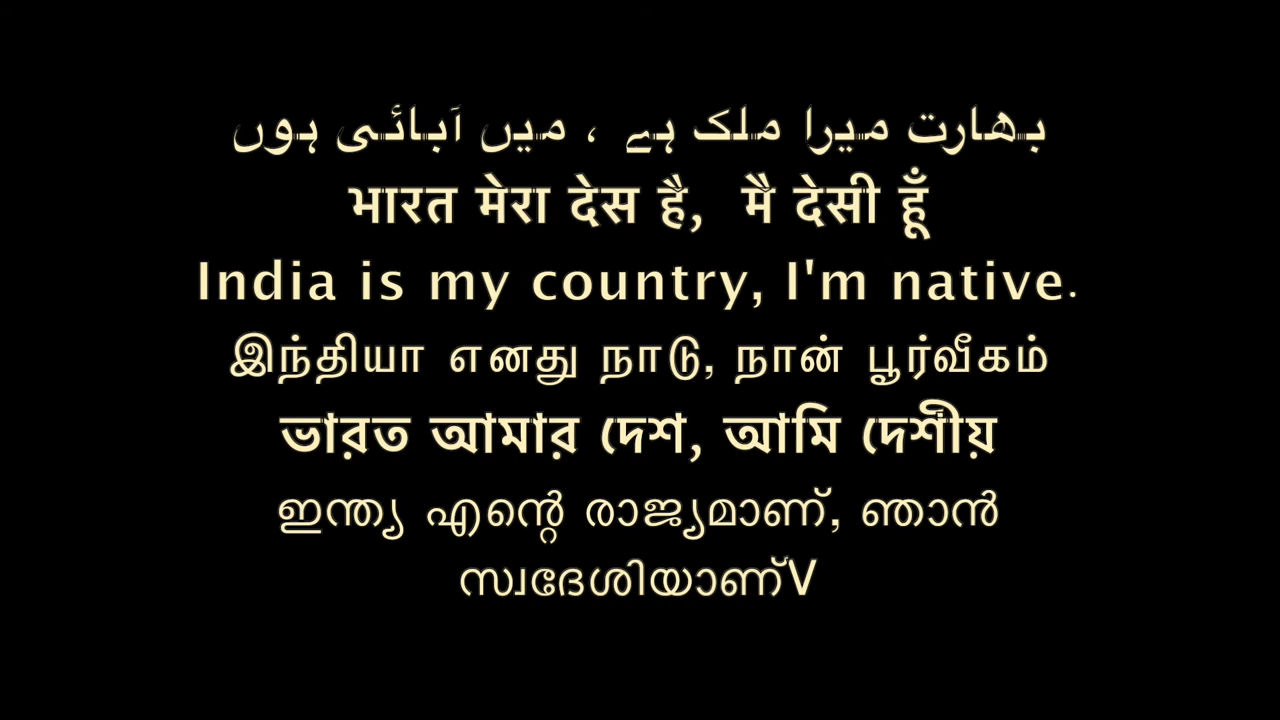 بھارت میرا ملک ہے ، میں آبائی ہوں
भारत मेरा देस है, मै देसी हूँ
India is my country, I'm native.
இந்தியா எனது நாடு, நான் பூர்வீகம்
ভারত আমার দেশ, আমি দেশীয়
ഇന്ത്യ എന്റെ രാജ്യമാണ്, ഞാൻ
സ്വദേശിയാണ്V